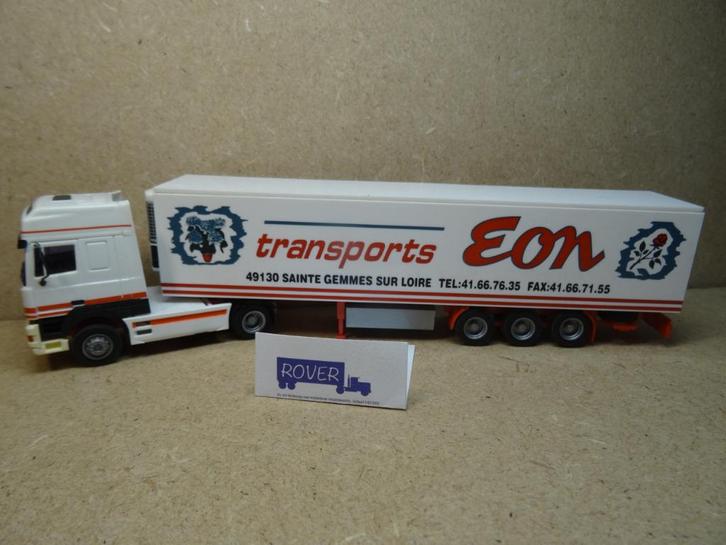 transports Eon
49130 SAINTE GEMMES SUR LOIRE TEL:41.66.76.35 FAX:41.66.71.55
ROVER